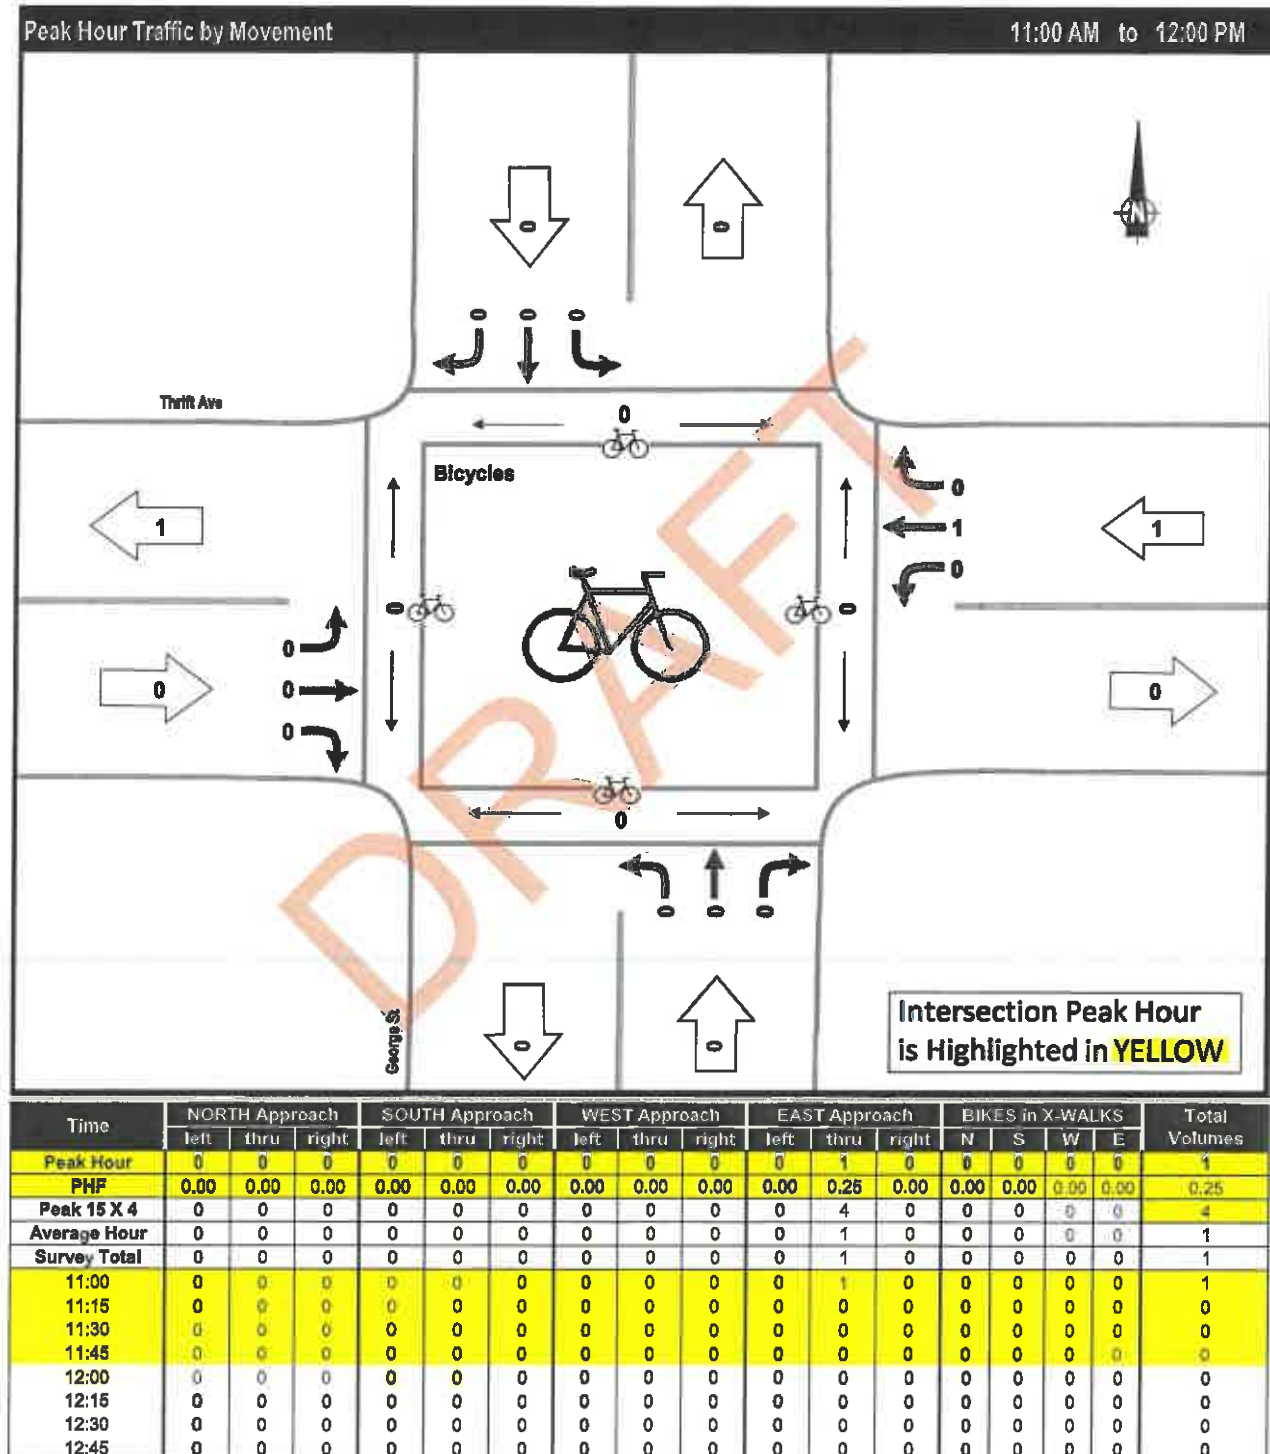 Peak Hour Traffic by Movement 11:00 AM to 12:00 PM
N
0 0
0 0 0
Thrift Ave
0
Bicycles
0
1 1 1
0
0 0
0
0 0 0
0
0
0 0 0
DRAFT
George St
0 0
Intersection Peak Hour
is Highlighted in YELLOW
Time NORTH Approach SOUTH Approach WEST Approach EAST Approach BIKES in X-WALKS Total
left thru right left thru right left thru right left thru right N S W E Volumes
Peak Hour 0 0 0 0 0 0 0 0 0 0 1 0 0 0 0 0 1
PHF 0.00 0.00 0.00 0.00 0.00 0.00 0.00 0.00 0.00 0.00 0.25 0.00 0.00 0.00 0.00 0.00 0.25
Peak 15 X 4 0 0 0 0 0 0 0 0 0 0 4 0 0 0 0 0 4
Average Hour 0 0 0 0 0 0 0 0 0 0 1 0 0 0 0 0 1
Survey Total 0 0 0 0 0 0 0 0 0 0 1 0 0 0 0 0 1
11:00 0 0 0 0 0 0 0 0 0 0 1 0 0 0 0 0 1
11:15 0 0 0 0 0 0 0 0 0 0 0 0 0 0 0 0 0
11:30 0 0 0 0 0 0 0 0 0 0 0 0 0 0 0 0 0
11:45 0 0 0 0 0 0 0 0 0 0 0 0 0 0 0 0 0
12:00 0 0 0 0 0 0 0 0 0 0 0 0 0 0 0 0 0
12:15 0 0 0 0 0 0 0 0 0 0 0 0 0 0 0 0 0
12:30 0 0 0 0 0 0 0 0 0 0 0 0 0 0 0 0 0
12:45 0 0 0 0 0 0 0 0 0 0 0 0 0 0 0 0 0